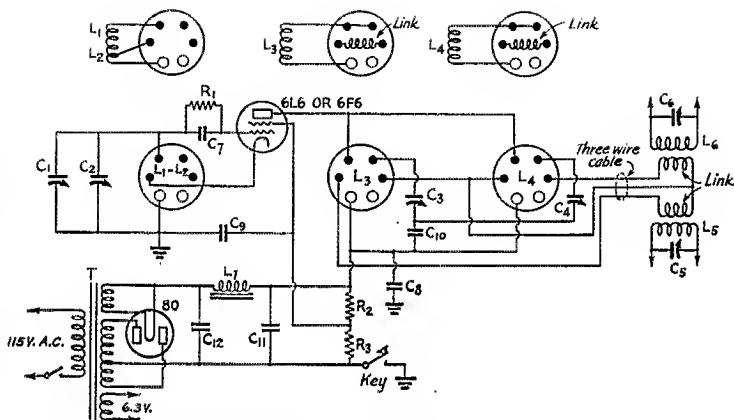 L1
L2
L3
Link
L4
Link
R1
6L6 OR 6F6
C7
C1
C2
L1-L2
L3
C3
L4
C4
C10
C9
C8
Three wire
cable
C6
L6
Link
L5
C5
T
80
L7
C12
C11
R2
R3
Key
115V. A.C.
6.3V.